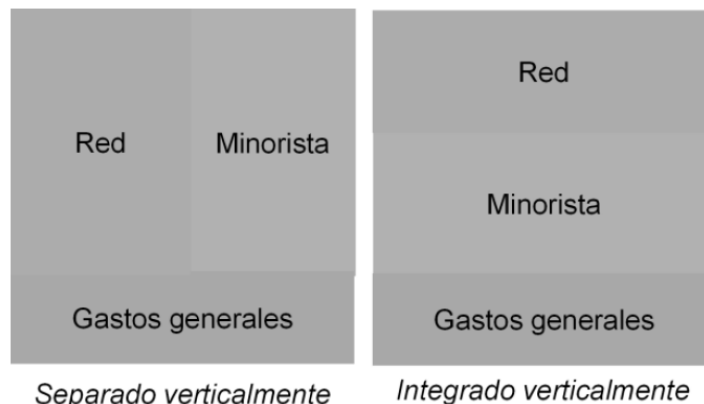 Red
Minorista
Gastos generales
Separado verticalmente
Red
Minorista
Gastos generales
Integrado verticalmente